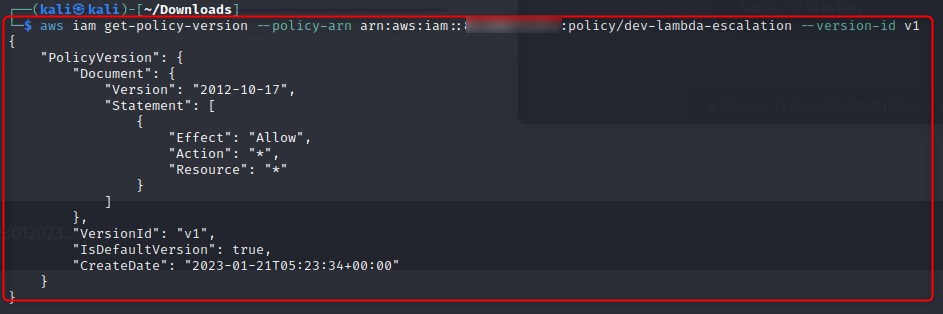 ┌──(kali㉿kali)-[~/Downloads]
└─$ aws iam get-policy-version --policy-arn arn:aws:iam:: :policy/dev-lambda-escalation --version-id v1
{
    "PolicyVersion": {
        "Document": {
            "Version": "2012-10-17",
            "Statement": [
                {
                    "Effect": "Allow",
                    "Action": "*",
                    "Resource": "*"
                }
            ]
        },
        "VersionId": "v1",
        "IsDefaultVersion": true,
        "CreateDate": "2023-01-21T05:23:34+00:00"
    }
}